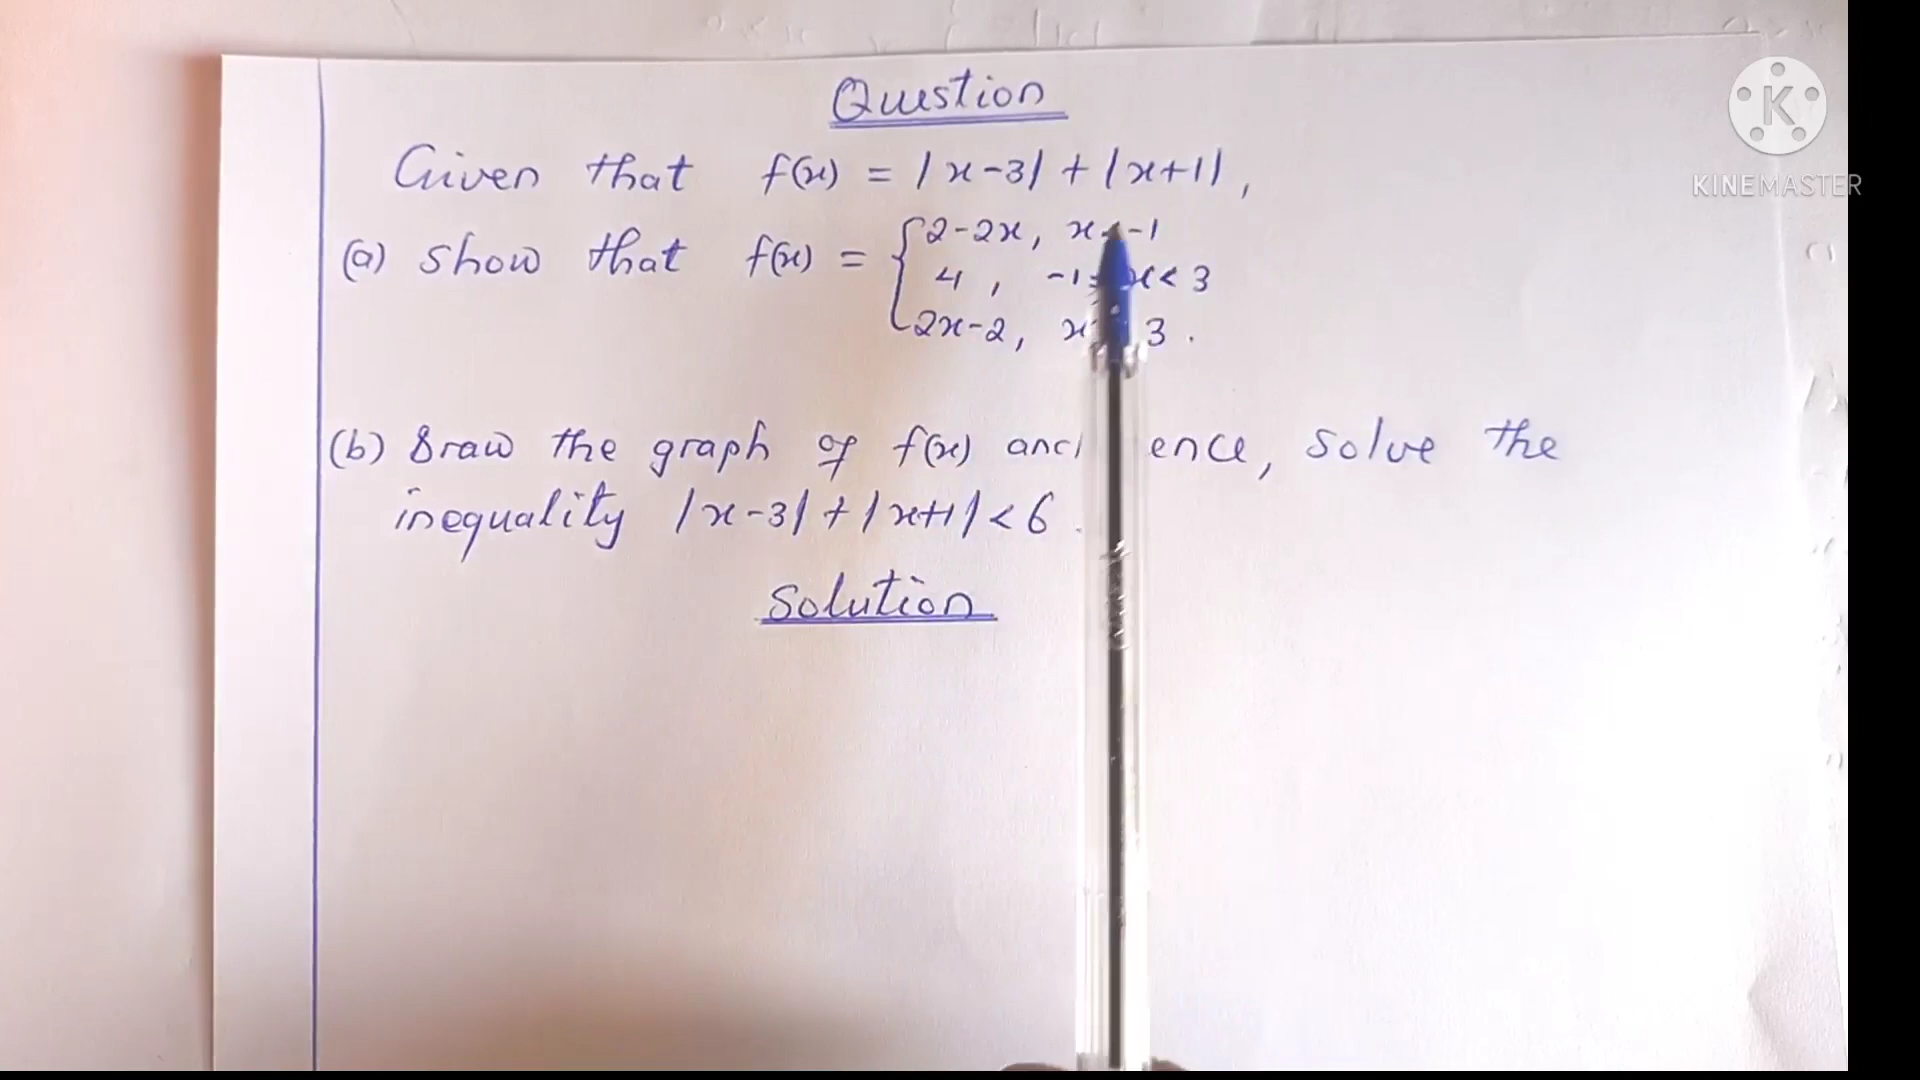 Question
KINEMASTER
Given that f(x) = |x-3| + |x+1|,
(a) show that f(x) = { 2-2x, x -1
4, -1 x < 3
2x-2, x 3.
(b) Draw the graph of f(x) and, solve the
inequality |x-3| + |x+1| < 6.
Solution